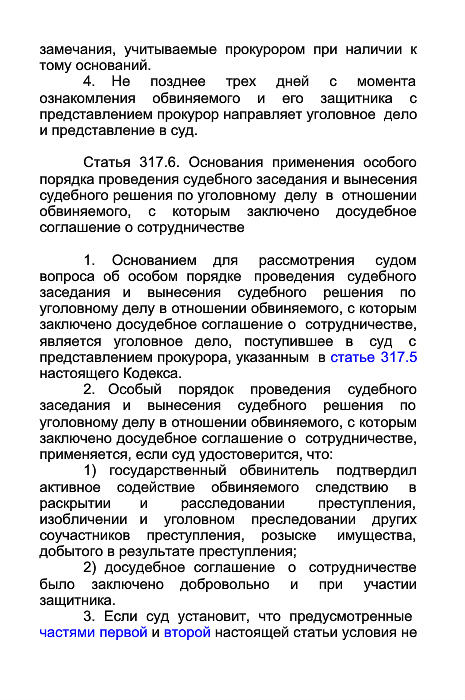 замечания, учитываемые прокурором при наличии к
тому оснований.
4. Не позднее трех дней с момента
ознакомления обвиняемого и его защитника с
представлением прокурор направляет уголовное дело
и представление в суд.
Статья 317.6. Основания применения особого
порядка проведения судебного заседания и вынесения
судебного решения по уголовному делу в отношении
обвиняемого, с которым заключено досудебное
соглашение о сотрудничестве
1. Основанием для рассмотрения судом
вопроса об особом порядке проведения судебного
заседания и вынесения судебного решения по
уголовному делу в отношении обвиняемого, с которым
заключено досудебное соглашение о сотрудничестве,
является уголовное дело, поступившее в суд с
представлением прокурора, указанным в статье 317.5
настоящего Кодекса.
2. Особый порядок проведения судебного
заседания и вынесения судебного решения по
уголовному делу в отношении обвиняемого, с которым
заключено досудебное соглашение о сотрудничестве,
применяется, если суд удостоверится, что:
1) государственный обвинитель подтвердил
активное содействие обвиняемого следствию в
раскрытии и расследовании преступления,
изобличении и уголовном преследовании других
соучастников преступления, розыске имущества,
добытого в результате преступления;
2) досудебное соглашение о сотрудничестве
было заключено добровольно и при участии
защитника.
3. Если суд установит, что предусмотренные
частями первой и второй настоящей статьи условия не